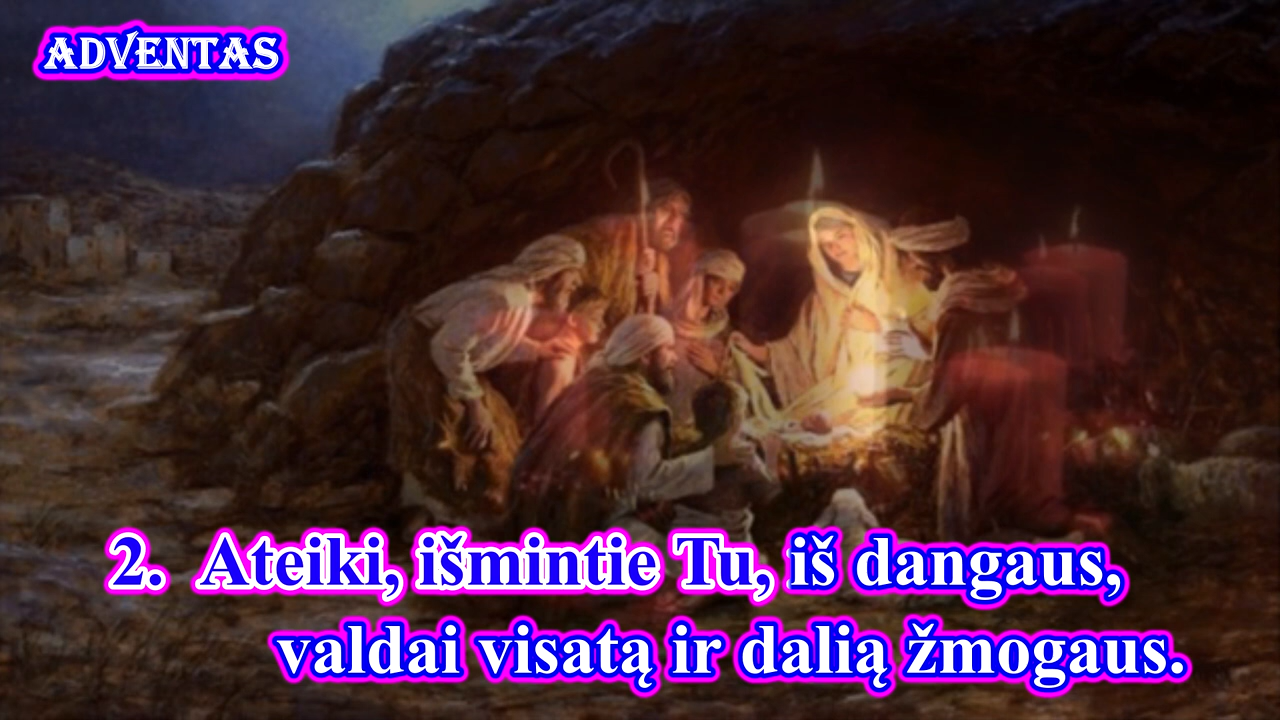 ADVENTAS
2. Ateiki, išmintie Tu, iš dangaus,
valdai visatą ir dalią žmogaus.